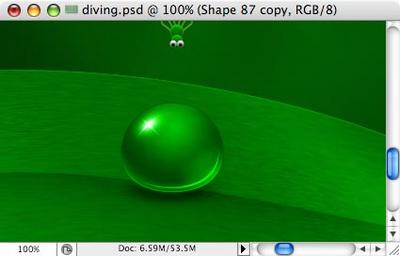 diving.psd @ 100% (Shape 87 copy, RGB/8)
100% Doc: 6.59M/53.5M